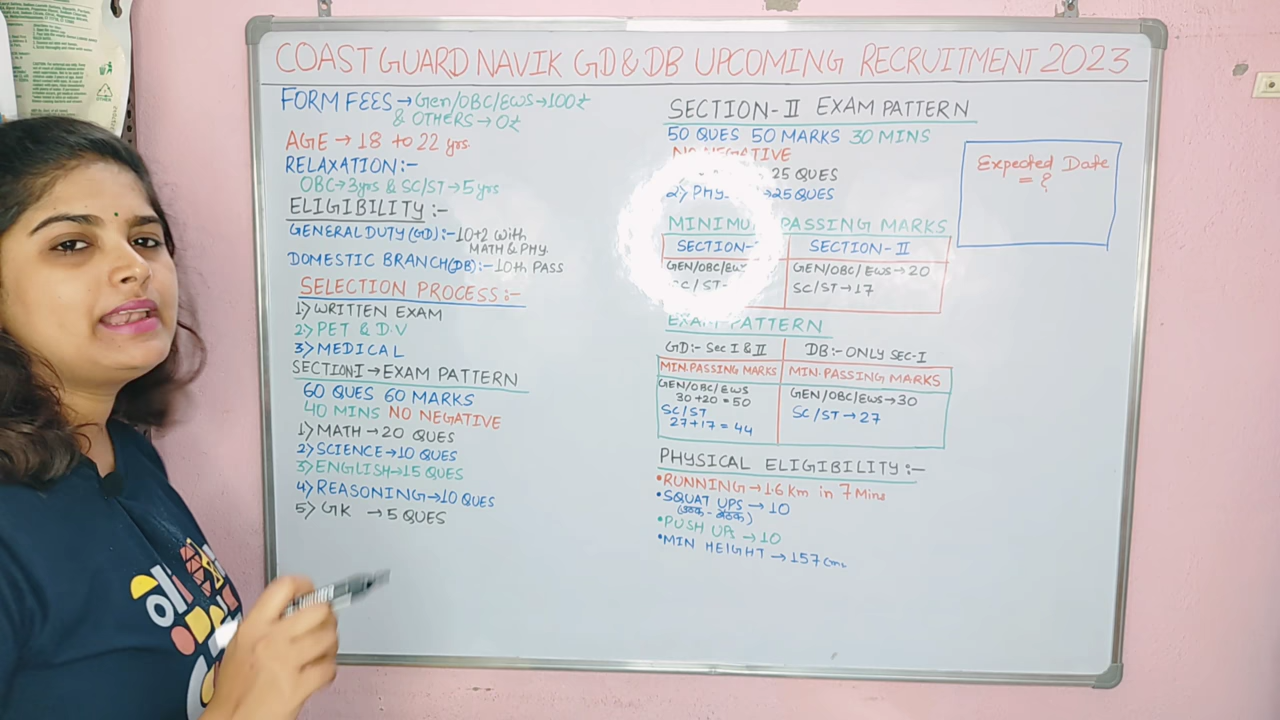 COAST GUARD NAVIK GD & DB UPCOMING RECRUITMENT 2023
FORM FEES → Gen/OBC/EWS → 100₹
& OTHERS → 0₹
AGE → 18 to 22 yrs
RELAXATION:-
OBC → 3yrs & SC/ST → 5 yrs
ELIGIBILITY:-
GENERAL DUTY (GD):- 10+2 with
MATH & PHY.
DOMESTIC BRANCH (DB):- 10th PASS
SELECTION PROCESS:-
1) WRITTEN EXAM
2) PET & D.V
3) MEDICAL
SECTION I → EXAM PATTERN
60 QUES 60 MARKS
40 MINS NO NEGATIVE
1) MATH → 20 QUES
2) SCIENCE → 10 QUES
3) ENGLISH → 15 QUES
4) REASONING → 10 QUES
5) GK → 5 QUES
SECTION-II EXAM PATTERN
50 QUES 50 MARKS 30 MINS
NO NEGATIVE
25 QUES
2) PHY → 25 QUES
MINIMUM PASSING MARKS
SECTION- SECTION-II
GEN/OBC/EWS GEN/OBC/EWS → 20
SC/ST- SC/ST → 17
EXAM PATTERN
GD:- Sec I & II DB:- ONLY SEC-I
MIN. PASSING MARKS MIN. PASSING MARKS
GEN/OBC/EWS GEN/OBC/EWS → 30
30+20=50
SC/ST SC/ST → 27
27+17=44
PHYSICAL ELIGIBILITY:-
• RUNNING → 1.6 Km in 7 Mins
• SQUAT UPS → 10
(उठक-बैठक)
• PUSH UPs → 10
• MIN HEIGHT → 157 cms
Expected Date
= ?